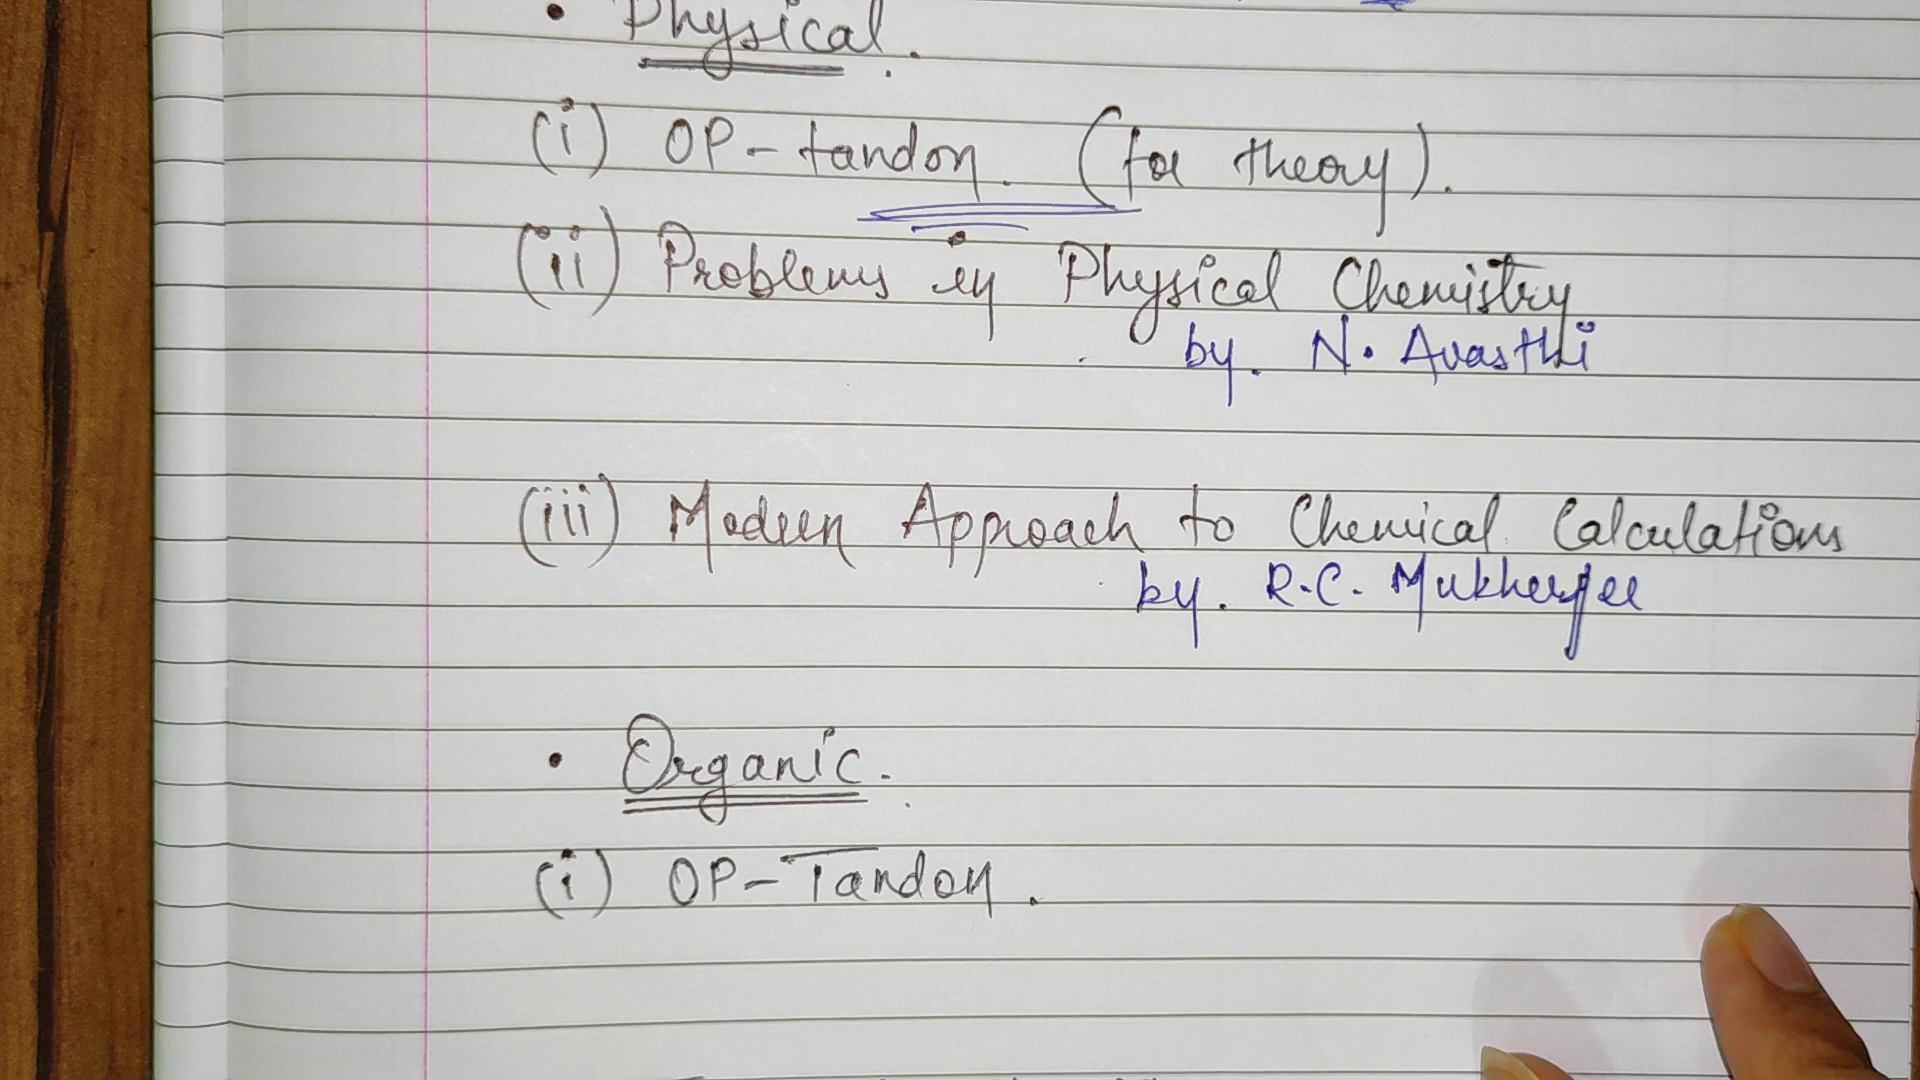 • Physical.
(i) OP-tandon. (for theory).
(ii) Problems in Physical Chemistry
by. N. Avasthi
(iii) Modern Approach to Chemical Calculations
by. R.C. Mukherjee
• Organic.
(i) OP-Tandon.